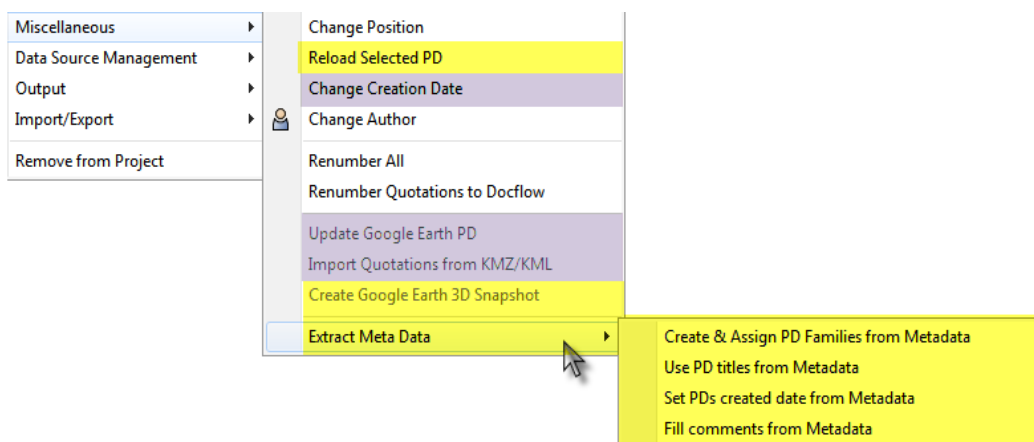 Miscellaneous
Data Source Management
Output
Import/Export
Remove from Project
Change Position
Reload Selected PD
Change Creation Date
Change Author
Renumber All
Renumber Quotations to Docflow
Update Google Earth PD
Import Quotations from KMZ/KML
Create Google Earth 3D Snapshot
Extract Meta Data
Create & Assign PD Families from Metadata
Use PD titles from Metadata
Set PDs created date from Metadata
Fill comments from Metadata